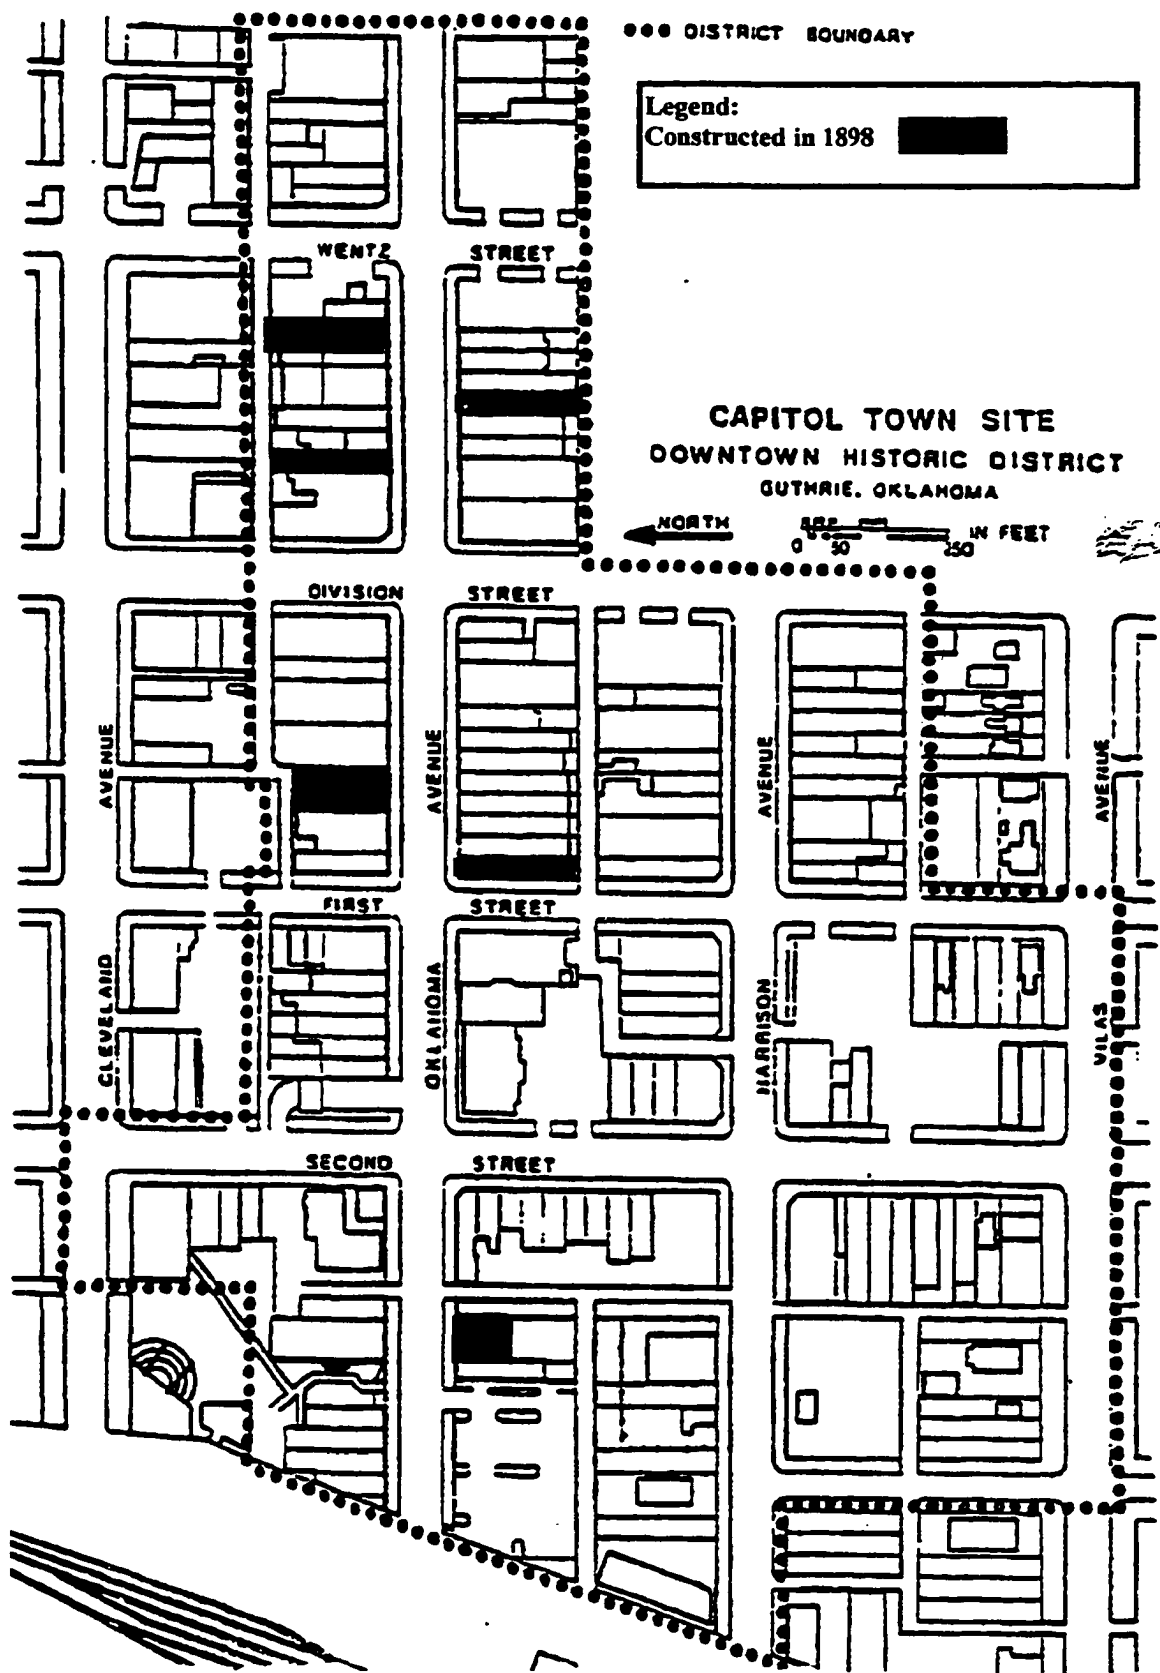 ●●● DISTRICT BOUNDARY
Legend:
Constructed in 1898
WENTZ STREET
CAPITOL TOWN SITE
DOWNTOWN HISTORIC DISTRICT
GUTHRIE, OKLAHOMA
NORTH
0 50 250 IN FEET
DIVISION STREET
AVENUE AVENUE AVENUE AVENUE
FIRST STREET
CLEVELAND OKLAHOMA HARRISON VILAS
SECOND STREET